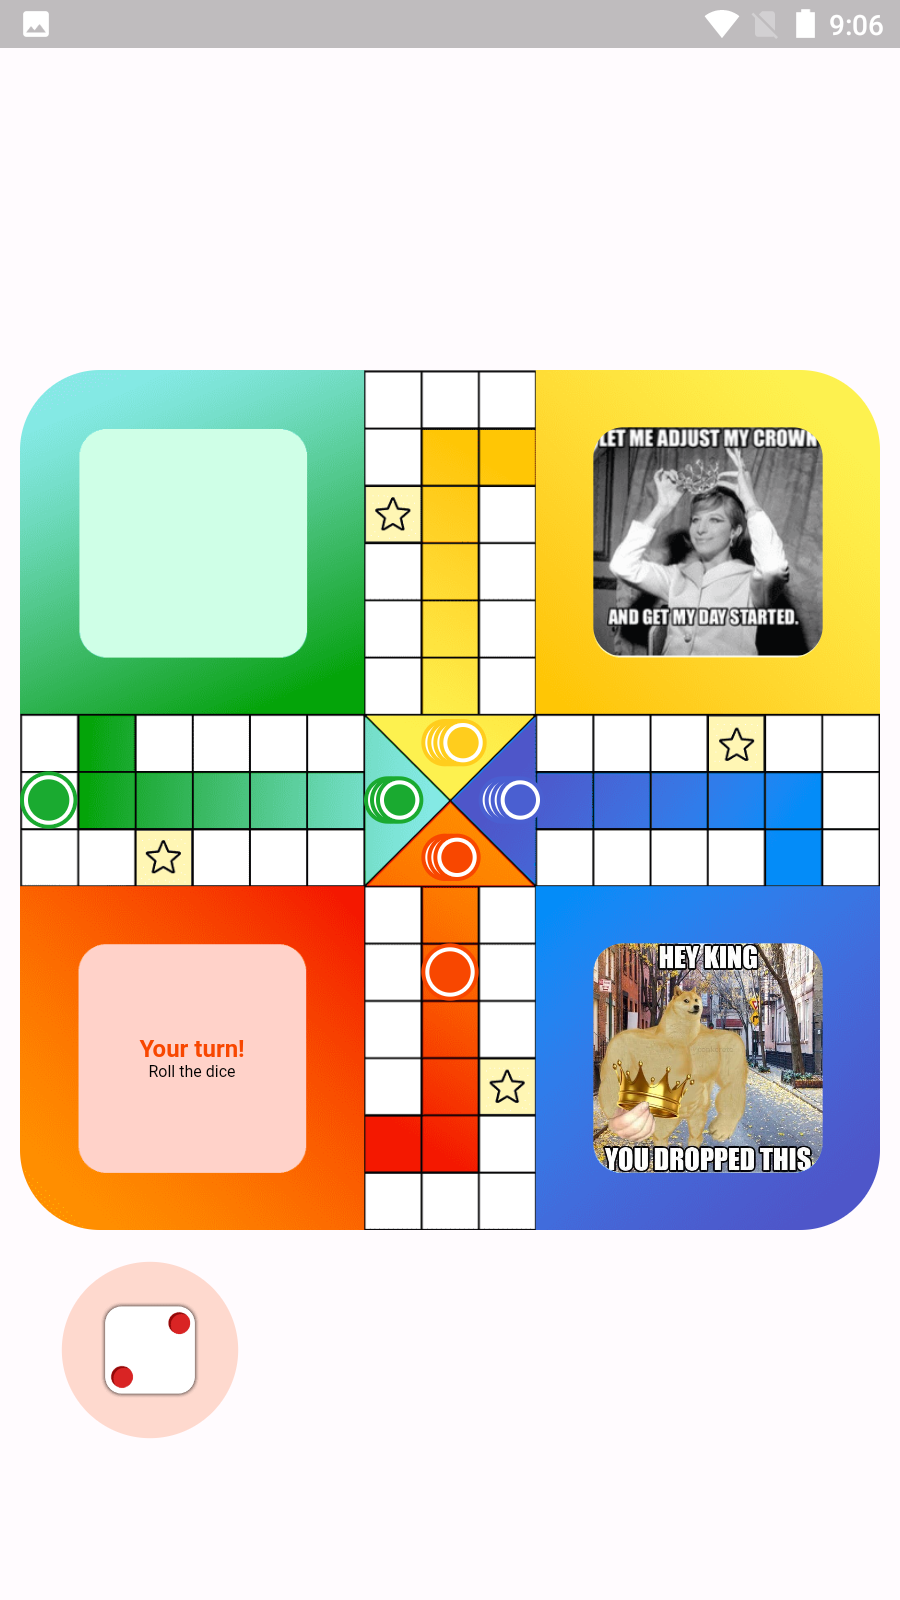 9:06
LET ME ADJUST MY CROWN
AND GET MY DAY STARTED.
Your turn!
Roll the dice
HEY KING
YOU DROPPED THIS